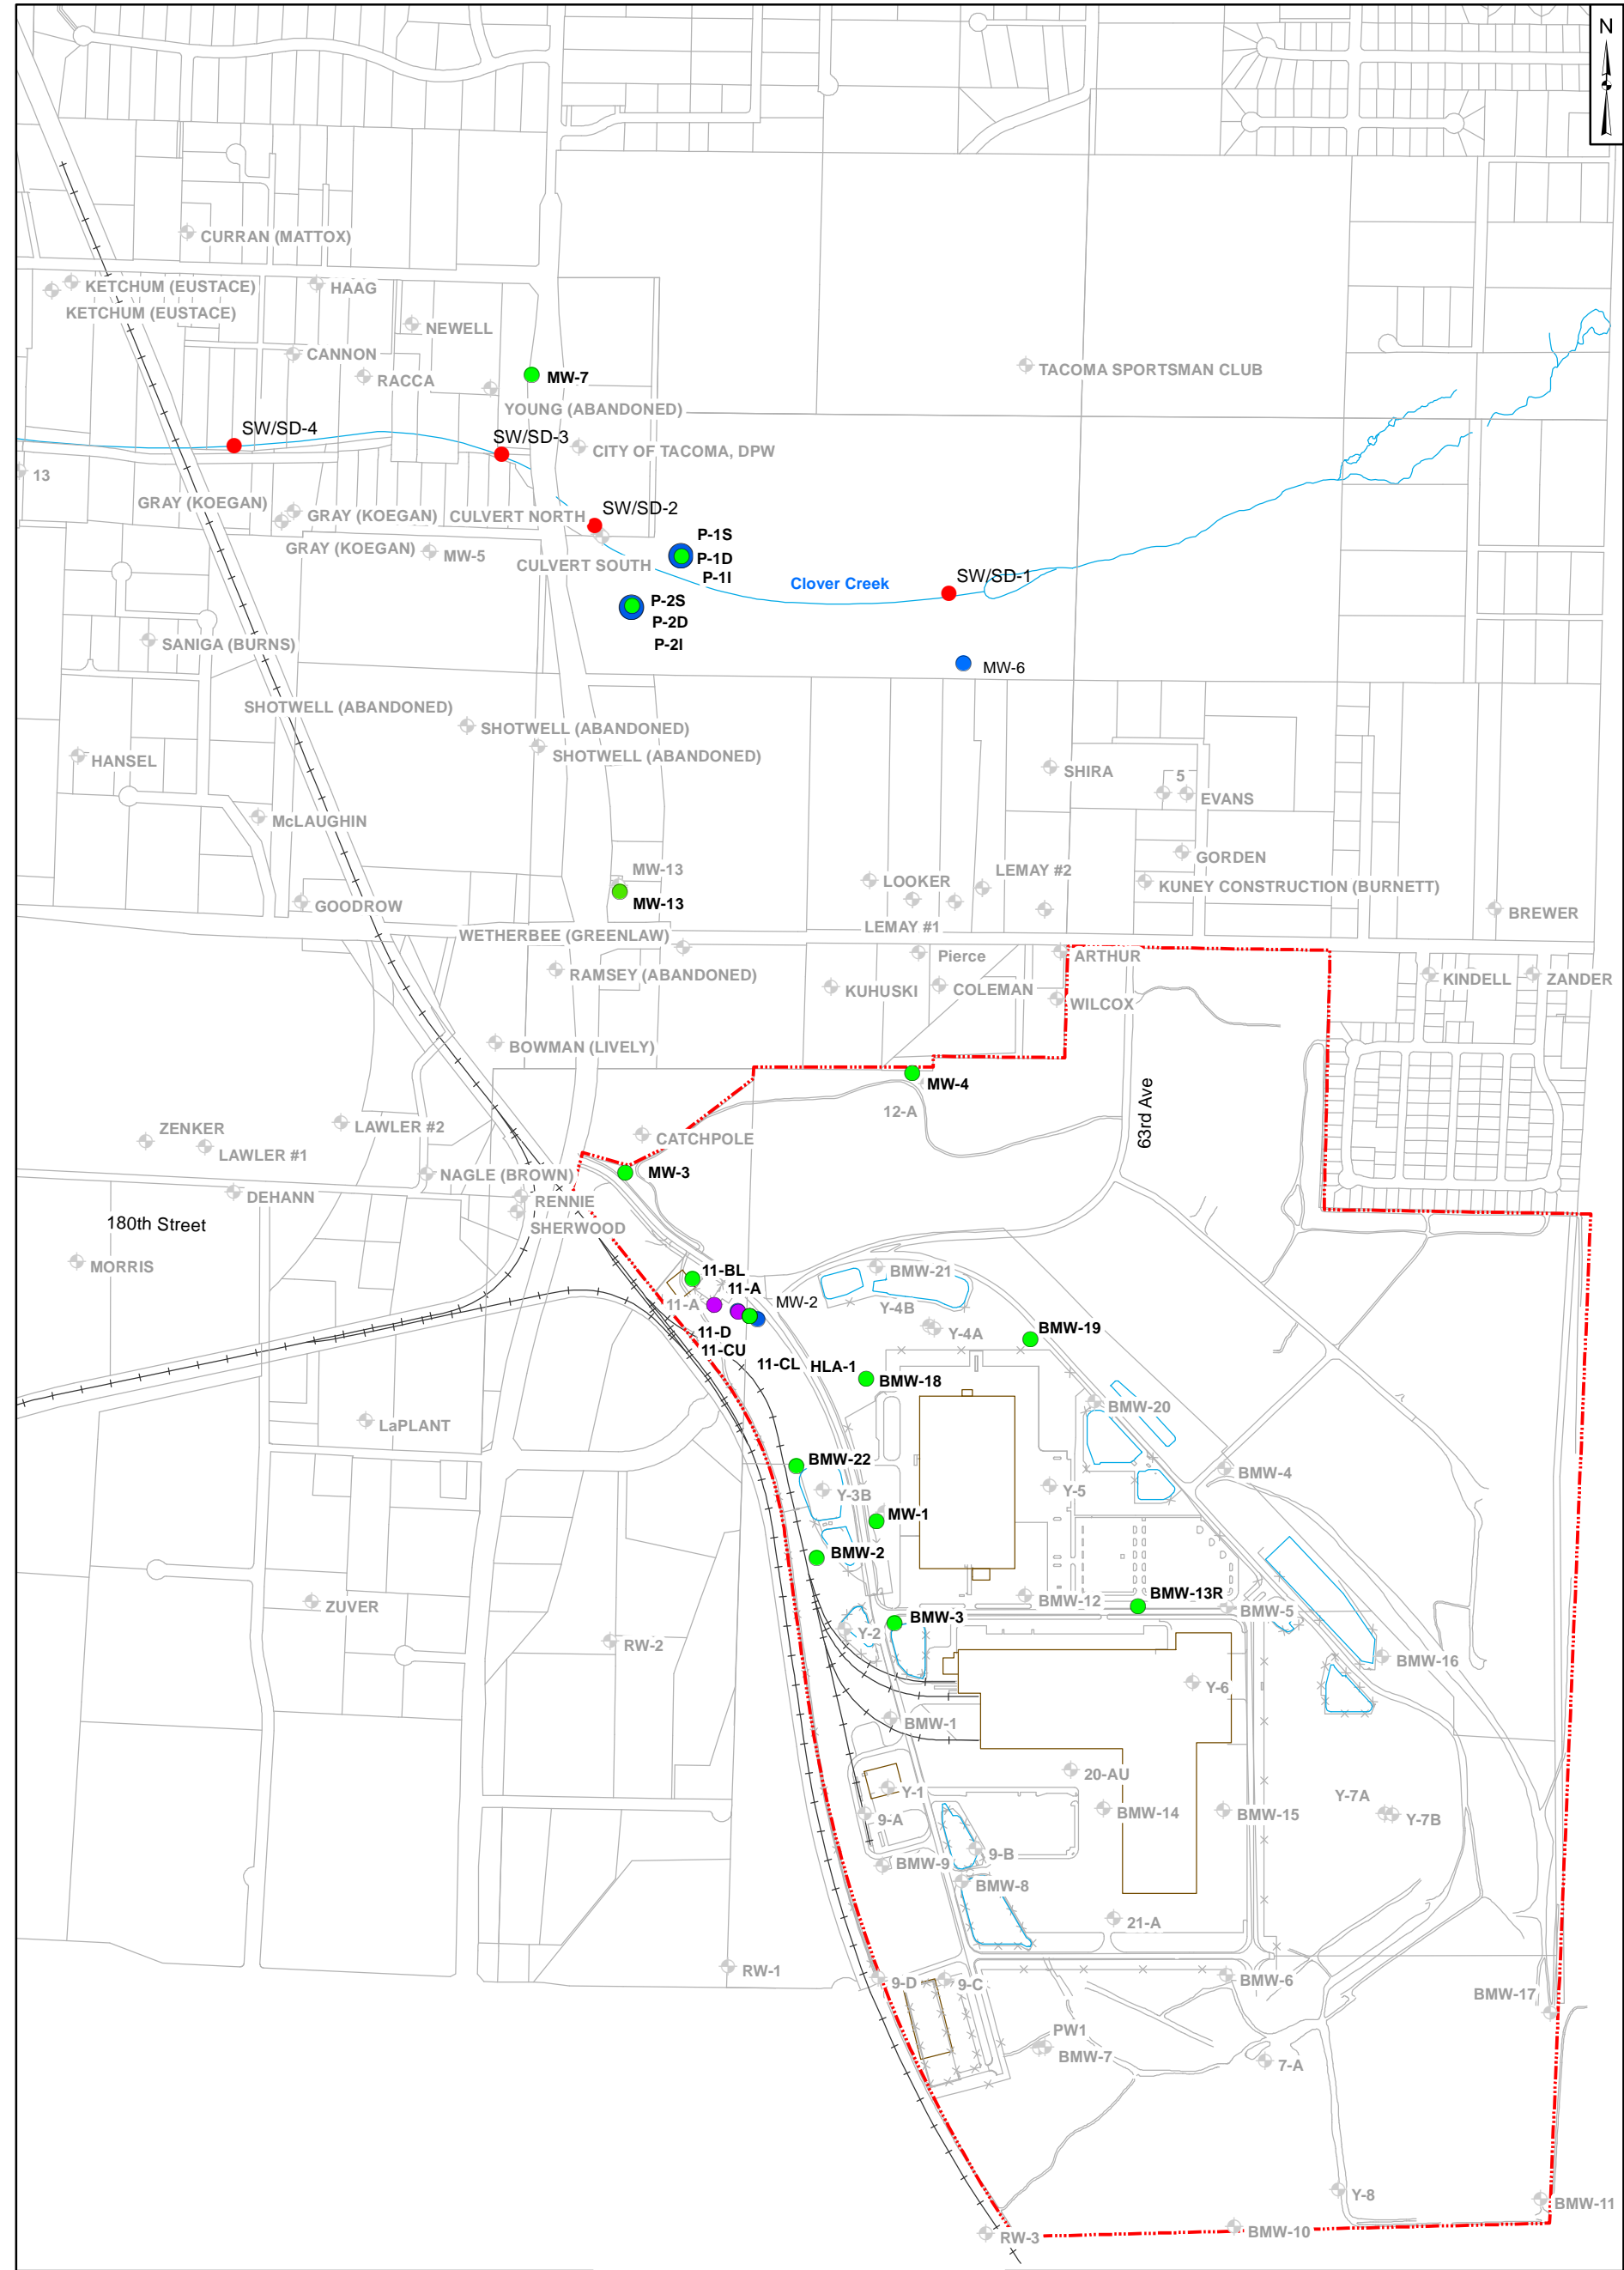 N
CURRAN (MATTOX)
KETCHUM (EUSTACE)
HAAG
KETCHUM (EUSTACE)
NEWELL
CANNON
TACOMA SPORTSMAN CLUB
RACCA
MW-7
YOUNG (ABANDONED)
SW/SD-4
SW/SD-3
CITY OF TACOMA, DPW
13
GRAY (KOEGAN)
SW/SD-2
GRAY (KOEGAN)
CULVERT NORTH
P-1S
GRAY (KOEGAN)
MW-5
P-1D
CULVERT SOUTH
P-1I
SW/SD-1
Clover Creek
P-2S
P-2D
SANIGA (BURNS)
P-2I
MW-6
SHOTWELL (ABANDONED)
SHOTWELL (ABANDONED)
SHOTWELL (ABANDONED)
HANSEL
SHIRA
5
EVANS
McLAUGHIN
GORDEN
MW-13
LEMAY #2
LOOKER
KUNEY CONSTRUCTION (BURNETT)
MW-13
GOODROW
BREWER
LEMAY #1
WETHERBEE (GREENLAW)
Pierce
ARTHUR
RAMSEY (ABANDONED)
KINDELL
ZANDER
KUHUSKI
COLEMAN
WILCOX
BOWMAN (LIVELY)
MW-4
12-A
63rd Ave
ZENKER
LAWLER #2
CATCHPOLE
LAWLER #1
NAGLE (BROWN)
MW-3
DEHANN
RENNIE
180th Street
SHERWOOD
MORRIS
BMW-21
11-BL
11-A
11-A
MW-2
Y-4B
11-D
Y-4A
BMW-19
11-CU
11-CL
HLA-1
BMW-18
BMW-20
LaPLANT
BMW-22
BMW-4
Y-3B
Y-5
MW-1
BMW-2
BMW-13R
BMW-12
ZUVER
BMW-5
BMW-3
Y-2
RW-2
BMW-16
Y-6
BMW-1
20-AU
Y-1
Y-7A
9-A
BMW-14
BMW-15
Y-7B
9-B
BMW-9
BMW-8
21-A
RW-1
9-D
9-C
BMW-6
BMW-17
PW1
BMW-7
7-A
Y-8
BMW-11
BMW-10
RW-3